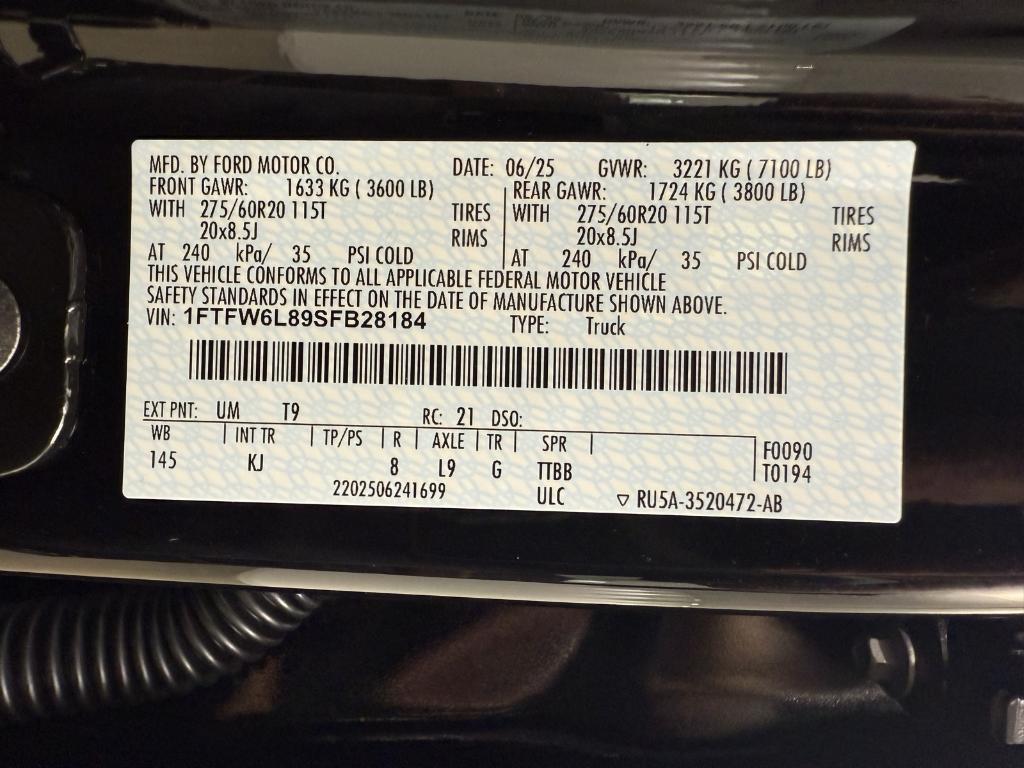 MFD. BY FORD MOTOR CO. DATE: 06/25 GVWR: 3221 KG ( 7100 LB)
FRONT GAWR: 1633 KG ( 3600 LB) REAR GAWR: 1724 KG ( 3800 LB)
WITH 275/60R20 115T TIRES WITH 275/60R20 115T TIRES
20x8.5J RIMS 20x8.5J RIMS
AT 240 kPa/ 35 PSI COLD AT 240 kPa/ 35 PSI COLD
THIS VEHICLE CONFORMS TO ALL APPLICABLE FEDERAL MOTOR VEHICLE
SAFETY STANDARDS IN EFFECT ON THE DATE OF MANUFACTURE SHOWN ABOVE.
VIN: 1FTFW6L89SFB28184 TYPE: Truck
EXT PNT: UM T9 RC: 21 DSO:
WB INT TR TP/PS R AXLE TR SPR F0090
145 KJ 8 L9 G TTBB T0194
2202506241699 ULC ▽ RU5A-3520472-AB